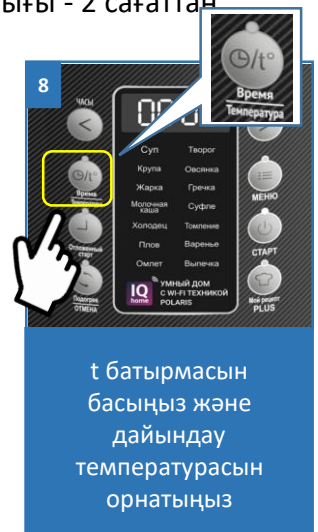 ығы - 2 сағаттан
8
ЧАСЫ
<
00:0
⏲/t°
Время
Температура
⏲/t°
Время
Суп Творог
Крупа Овсянка
Жарка Гречка
Молочная каша Суфле
Холодец Томление
Плов Варенье
Омлет Выпечка
МЕНЮ
Отложенный
старт
СТАРТ
Подогрев
ОТМЕНА
Мой рецепт
PLUS
IQ
home
УМНЫЙ ДОМ
С WI-FI ТЕХНИКОЙ
POLARIS
t батырмасын
басыңыз және
дайындау
температурасын
орнатыңыз